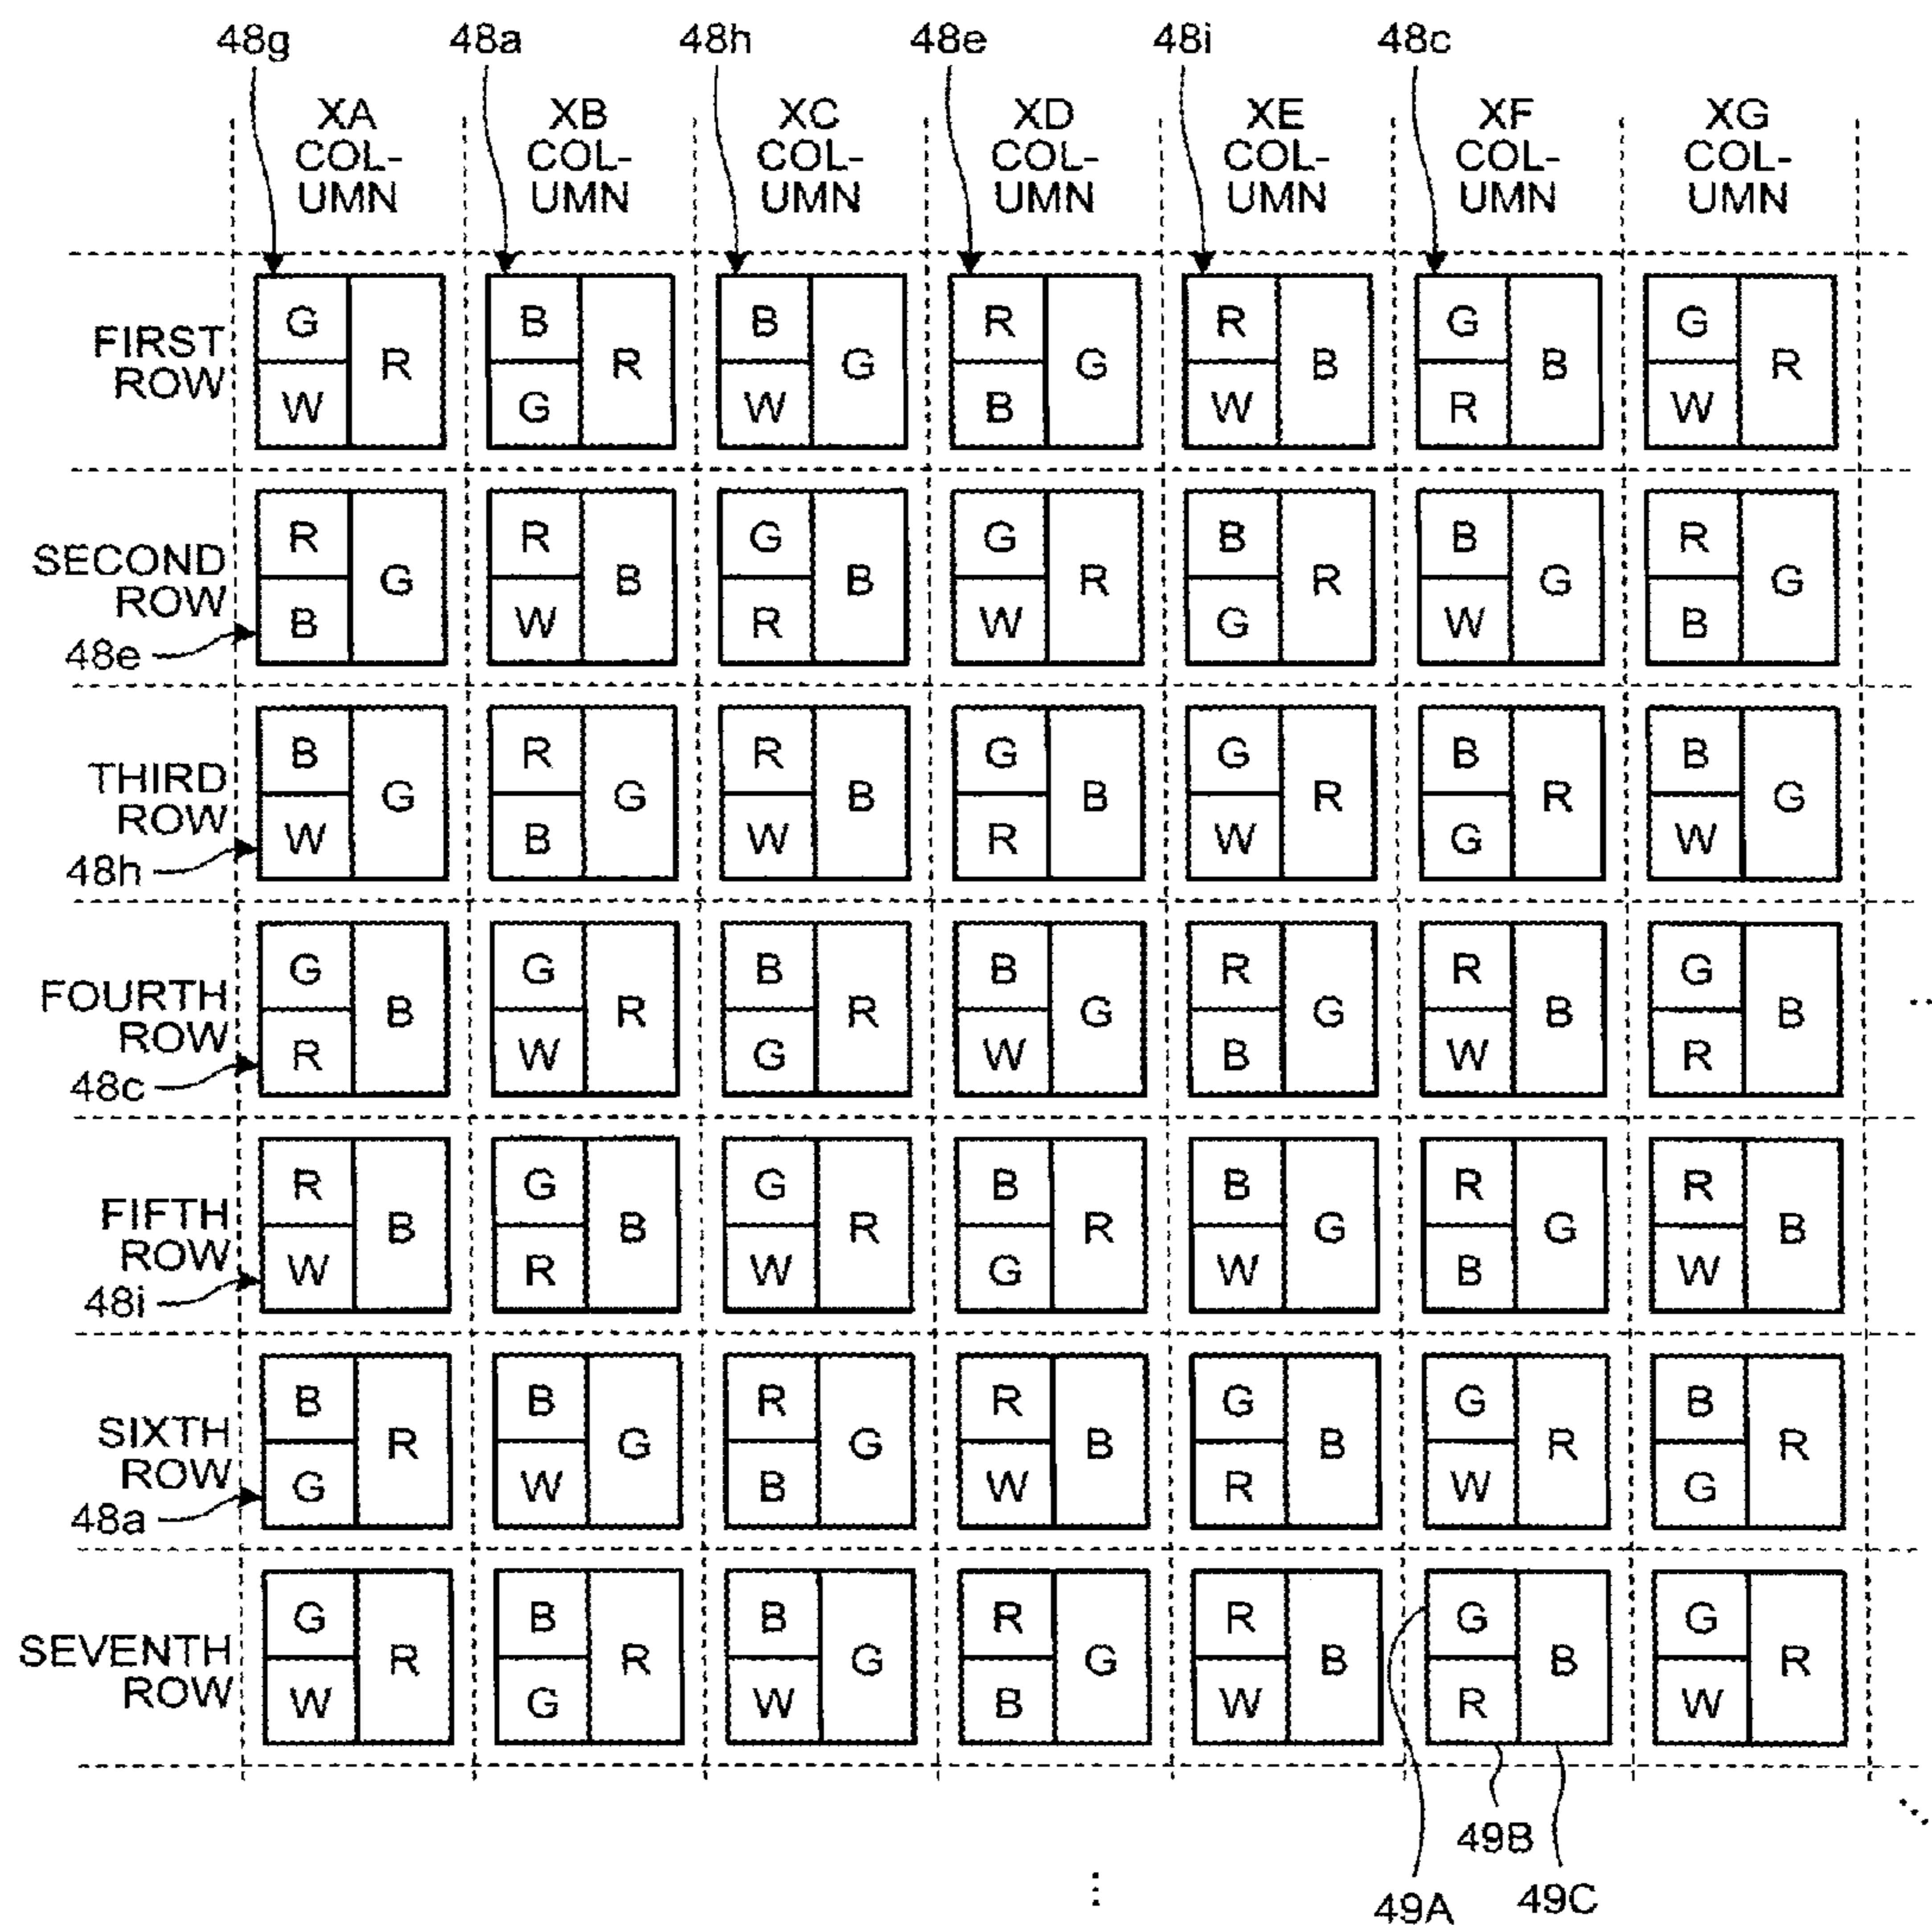 48g 48a 48h 48e 48i 48c
XA XB XC XD XE XF XG
COL- COL- COL- COL- COL- COL- COL-
UMN UMN UMN UMN UMN UMN UMN
G B B R R G G
FIRST
ROW
R R G G B B R
W G W B W R W
R R G G B B R
SECOND
ROW
G B B R R G G
B W R W G W B
48e
B R R G G B B
THIRD
ROW
G G B B R R G
W B W R W G W
48h
G G B B R R G
FOURTH
ROW
B R R G G B B
R W G W B W R
48c
R G G B B R R
FIFTH
ROW
B B R R G G B
W R W G W B W
48i
B B R R G G B
SIXTH
ROW
R G G B B R R
G W B W R W G
48a
G B B R R G G
SEVENTH
ROW
R R G G B B R
W G W B W R W
49B
49A 49C